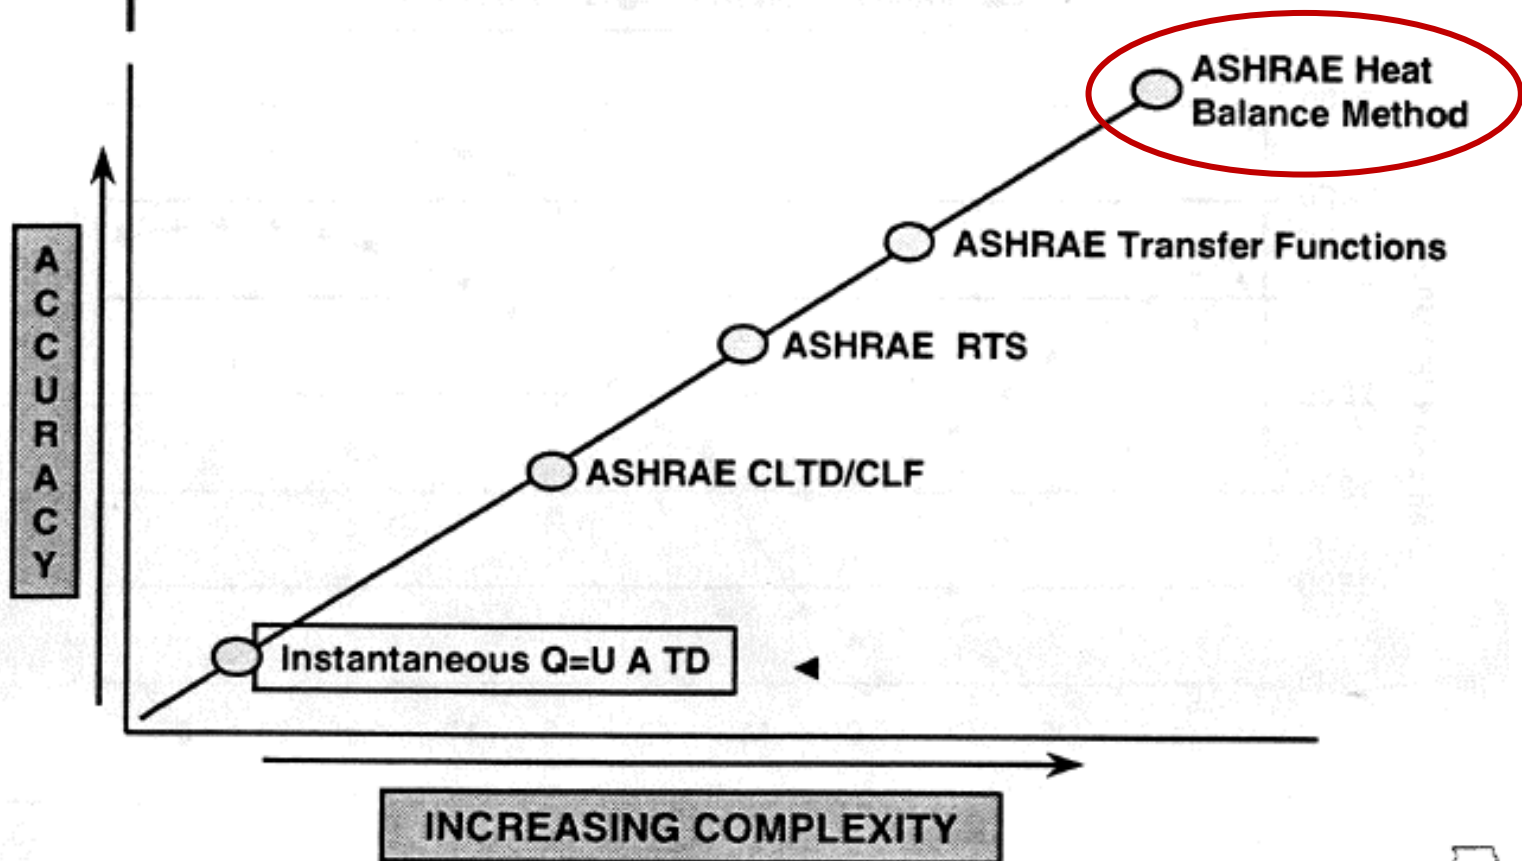 ASHRAE Heat
Balance Method
ASHRAE Transfer Functions
ASHRAE RTS
ASHRAE CLTD/CLF
Instantaneous Q=U A TD
ACCURACY
INCREASING COMPLEXITY